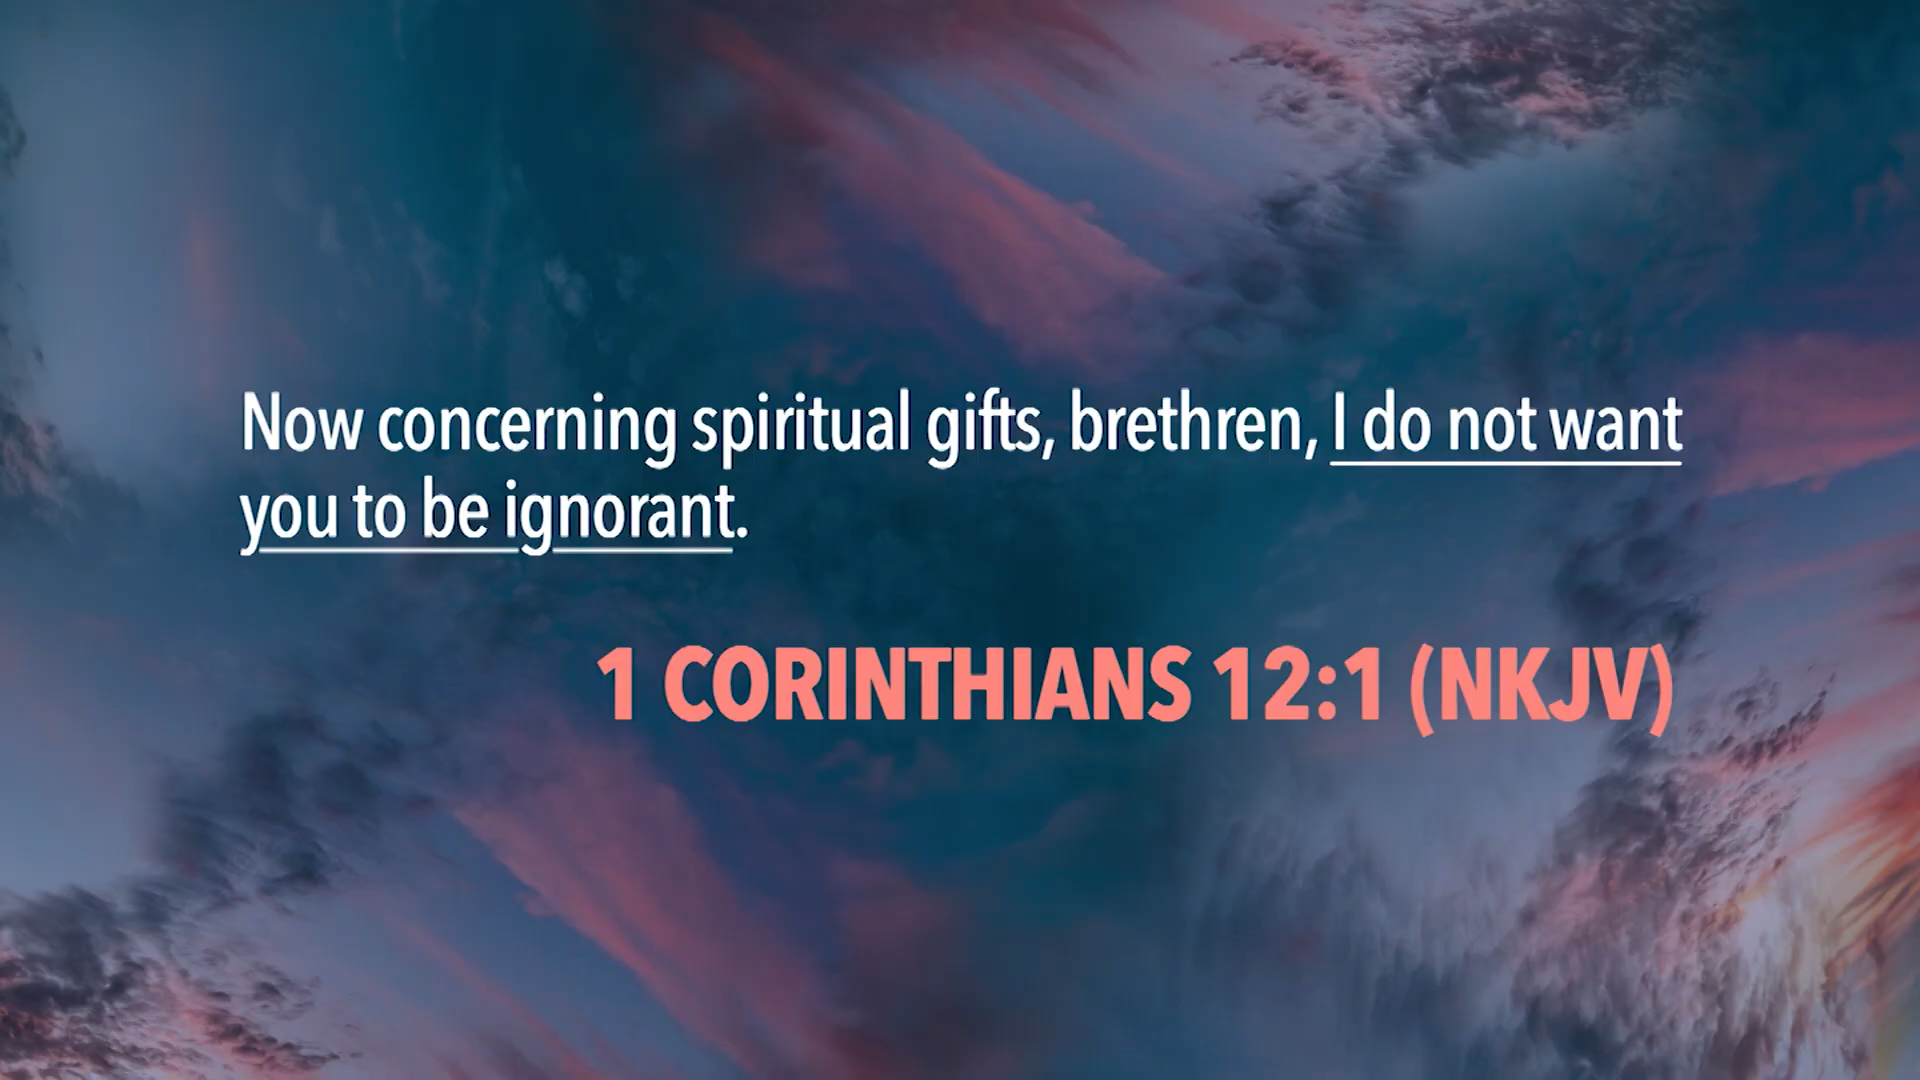 Now concerning spiritual gifts, brethren, I do not want
you to be ignorant.
1 CORINTHIANS 12:1 (NKJV)